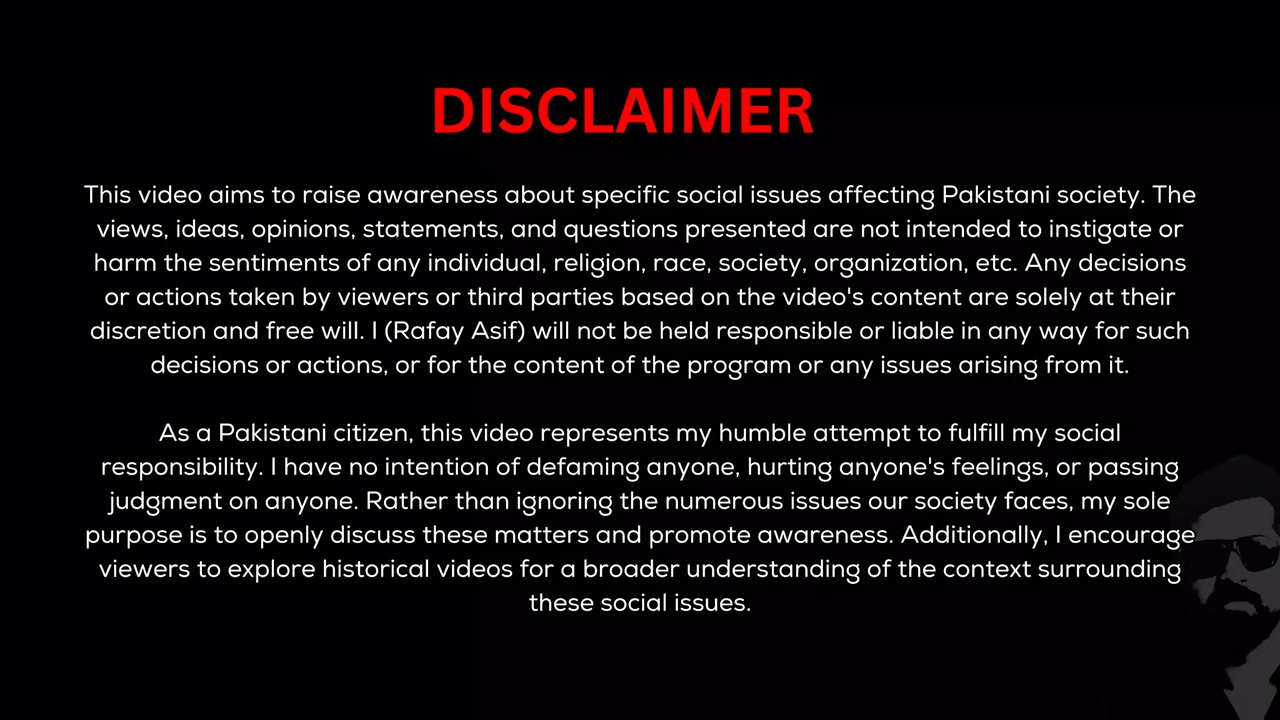 DISCLAIMER
This video aims to raise awareness about specific social issues affecting Pakistani society. The
views, ideas, opinions, statements, and questions presented are not intended to instigate or
harm the sentiments of any individual, religion, race, society, organization, etc. Any decisions
or actions taken by viewers or third parties based on the video's content are solely at their
discretion and free will. I (Rafay Asif) will not be held responsible or liable in any way for such
decisions or actions, or for the content of the program or any issues arising from it.
As a Pakistani citizen, this video represents my humble attempt to fulfill my social
responsibility. I have no intention of defaming anyone, hurting anyone's feelings, or passing
judgment on anyone. Rather than ignoring the numerous issues our society faces, my sole
purpose is to openly discuss these matters and promote awareness. Additionally, I encourage
viewers to explore historical videos for a broader understanding of the context surrounding
these social issues.